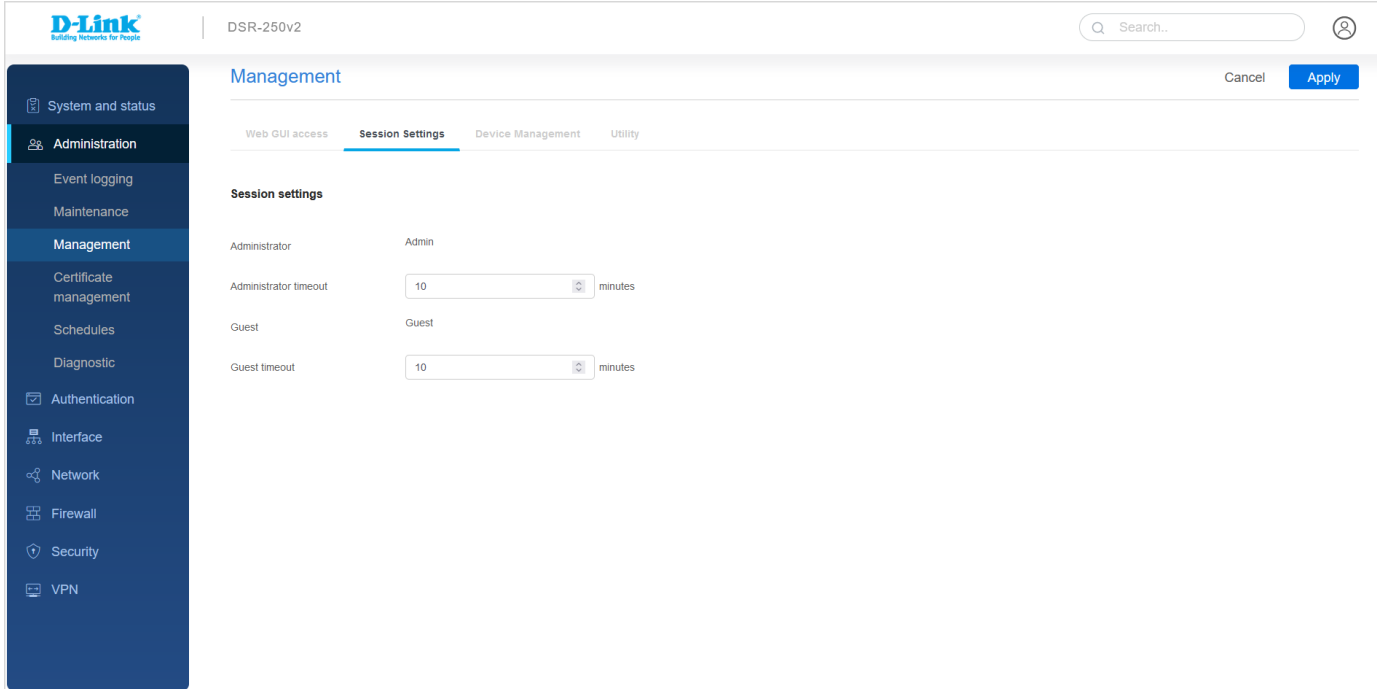 D-Link
Building Networks for People
DSR-250v2
Search..
Management
Cancel
Apply
System and status
Administration
Event logging
Maintenance
Management
Certificate
management
Schedules
Diagnostic
Authentication
Interface
Network
Firewall
Security
VPN
Web GUI access Session Settings Device Management Utility
Session settings
Administrator Admin
Administrator timeout 10 minutes
Guest Guest
Guest timeout 10 minutes